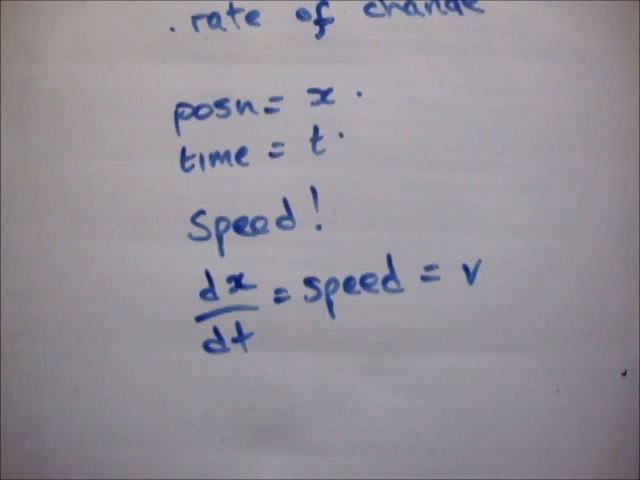 . rate of change
posn = x .
time = t .
speed!
dx/dt = speed = v